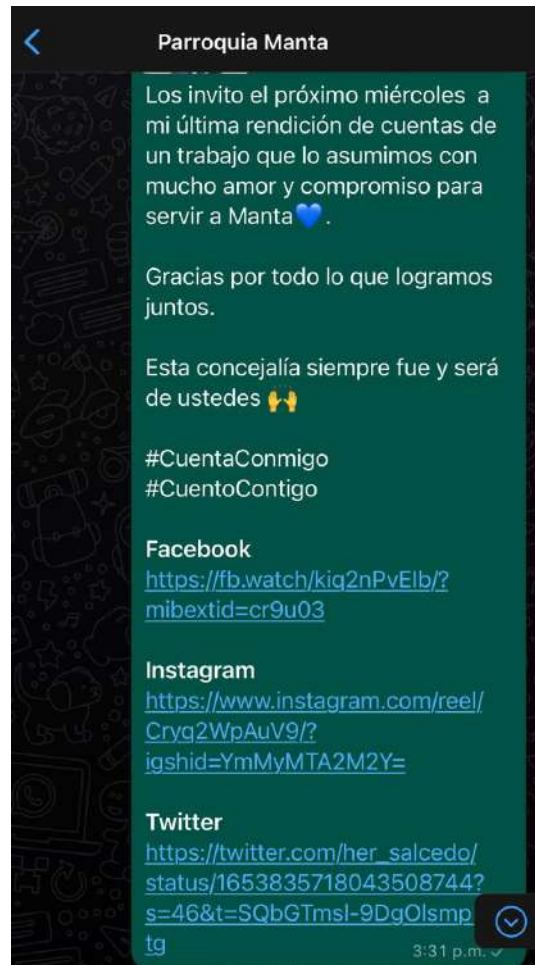 Parroquia Manta
Los invito el próximo miércoles a
mi última rendición de cuentas de
un trabajo que lo asumimos con
mucho amor y compromiso para
servir a Manta💙.
Gracias por todo lo que logramos
juntos.
Esta concejalía siempre fue y será
de ustedes 🙌
#CuentaConmigo
#CuentoContigo
Facebook
https://fb.watch/kiq2nPvElb/?
mibextid=cr9u03
Instagram
https://www.instagram.com/reel/
Cryq2WpAuV9/?
igshid=YmMyMTA2M2Y=
Twitter
https://twitter.com/her_salcedo/
status/1653835718043508744?
s=46&t=SQbGTmsI-9DgOlsmp
tg
3:31 p.m.